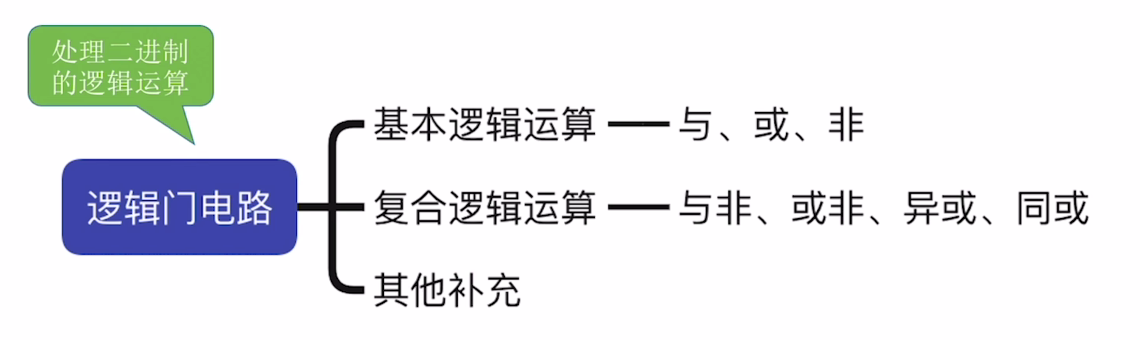 处理二进制
的逻辑运算
逻辑门电路
基本逻辑运算
与、或、非
复合逻辑运算
与非、或非、异或、同或
其他补充